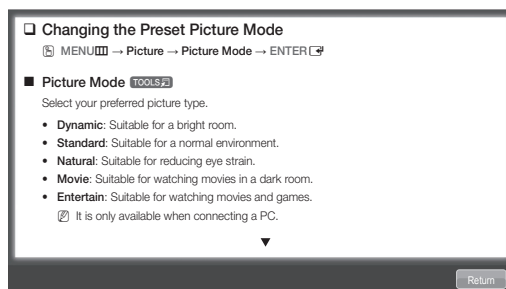 ❑ Changing the Preset Picture Mode
MENU → Picture → Picture Mode → ENTER
■ Picture Mode TOOLS
Select your preferred picture type.
• Dynamic: Suitable for a bright room.
• Standard: Suitable for a normal environment.
• Natural: Suitable for reducing eye strain.
• Movie: Suitable for watching movies in a dark room.
• Entertain: Suitable for watching movies and games.
It is only available when connecting a PC.
▼
Return